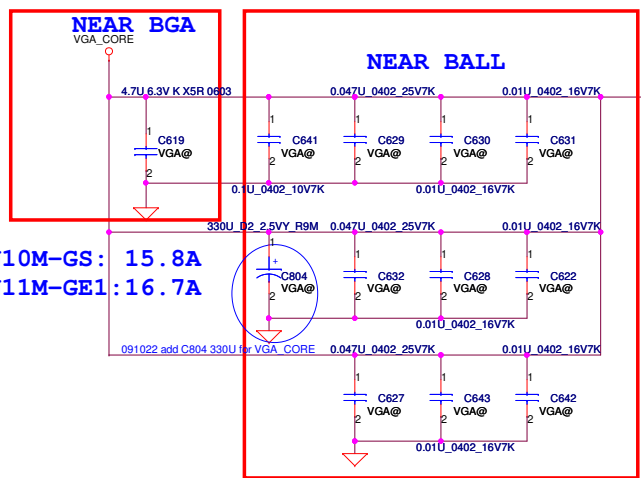 NEAR BGA
VGA_CORE
NEAR BALL
4.7U 6.3V K X5R 0603
0.047U_0402_25V7K
0.01U_0402_16V7K
1
C619
VGA@
2
1
C641
VGA@
2
1
C629
VGA@
2
1
C630
VGA@
2
1
C631
VGA@
2
0.1U_0402_10V7K
0.01U_0402_16V7K
330U_D2_2.5VY_R9M
0.047U_0402_25V7K
0.01U_0402_16V7K
10M-GS: 15.8A
11M-GE1:16.7A
1
+
C804
VGA@
2
1
C632
VGA@
2
1
C628
VGA@
2
1
C622
VGA@
2
0.01U_0402_16V7K
091022 add C804 330U for VGA_CORE
0.047U_0402_25V7K
0.01U_0402_16V7K
1
C627
VGA@
2
1
C643
VGA@
2
1
C642
VGA@
2
0.01U_0402_16V7K